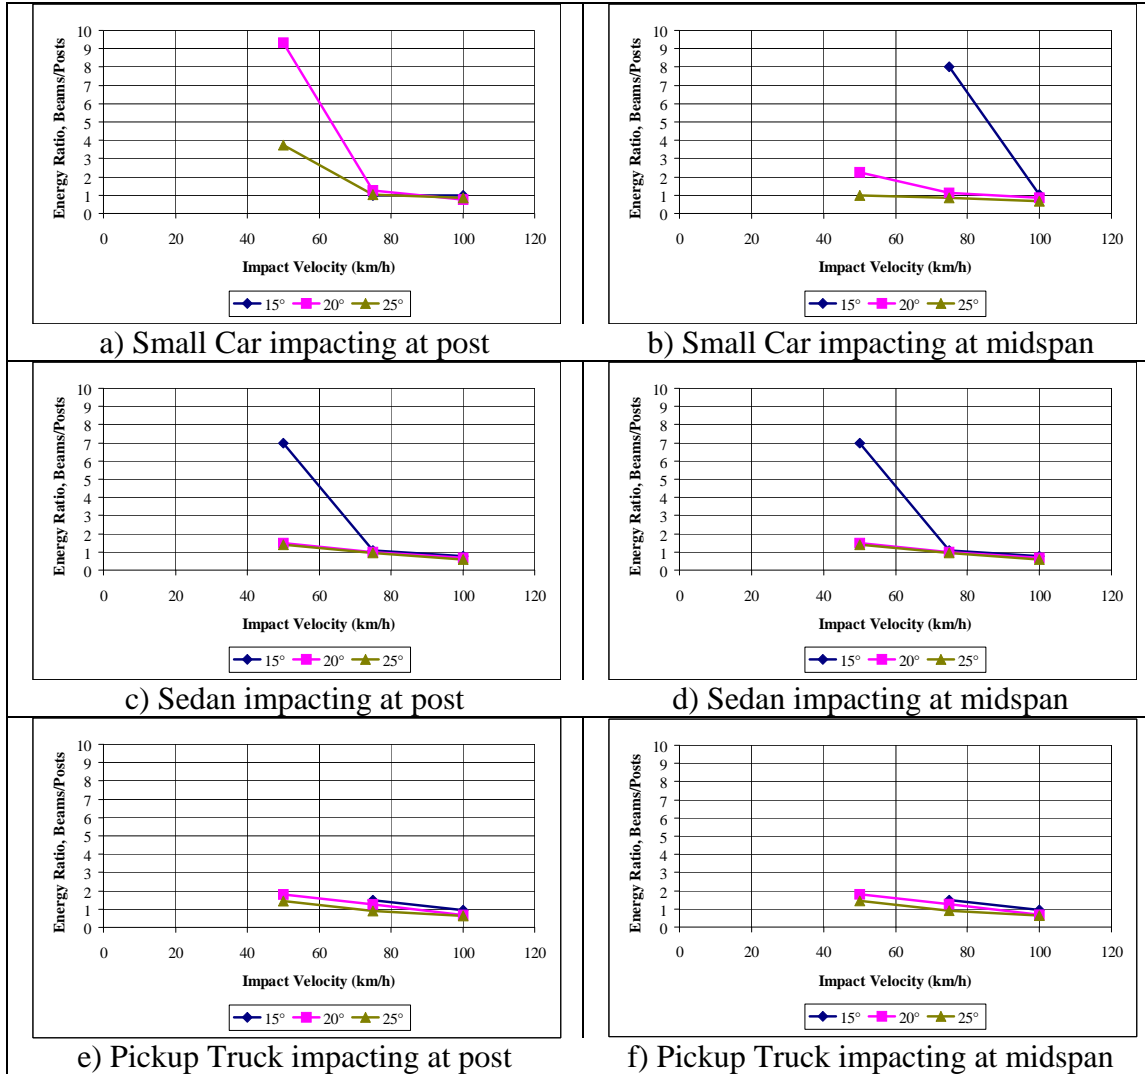 Energy Ratio, Beams/Posts
10
9
8
7
6
5
4
3
2
1
0
0 20 40 60 80 100 120
Impact Velocity (km/h)
15° 20° 25°
a) Small Car impacting at post
Energy Ratio, Beams/Posts
10
9
8
7
6
5
4
3
2
1
0
0 20 40 60 80 100 120
Impact Velocity (km/h)
15° 20° 25°
b) Small Car impacting at midspan
Energy Ratio, Beams/Posts
10
9
8
7
6
5
4
3
2
1
0
0 20 40 60 80 100 120
Impact Velocity (km/h)
15° 20° 25°
c) Sedan impacting at post
Energy Ratio, Beams/Posts
10
9
8
7
6
5
4
3
2
1
0
0 20 40 60 80 100 120
Impact Velocity (km/h)
15° 20° 25°
d) Sedan impacting at midspan
Energy Ratio, Beams/Posts
10
9
8
7
6
5
4
3
2
1
0
0 20 40 60 80 100 120
Impact Velocity (km/h)
15° 20° 25°
e) Pickup Truck impacting at post
Energy Ratio, Beams/Posts
10
9
8
7
6
5
4
3
2
1
0
0 20 40 60 80 100 120
Impact Velocity (km/h)
15° 20° 25°
f) Pickup Truck impacting at midspan